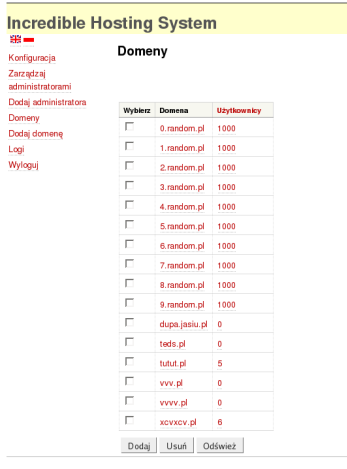 Incredible Hosting System
Konfiguracja
Zarządzaj
administratorami
Dodaj administratora
Domeny
Dodaj domenę
Logi
Wyloguj
Domeny
Wybierz Domena Użytkownicy
0.random.pl 1000
1.random.pl 1000
2.random.pl 1000
3.random.pl 1000
4.random.pl 1000
5.random.pl 1000
6.random.pl 1000
7.random.pl 1000
8.random.pl 1000
9.random.pl 1000
dupa.jasiu.pl 0
teds.pl 0
tutut.pl 5
vvv.pl 0
vvvv.pl 0
xcvxcv.pl 6
Dodaj Usuń Odśwież